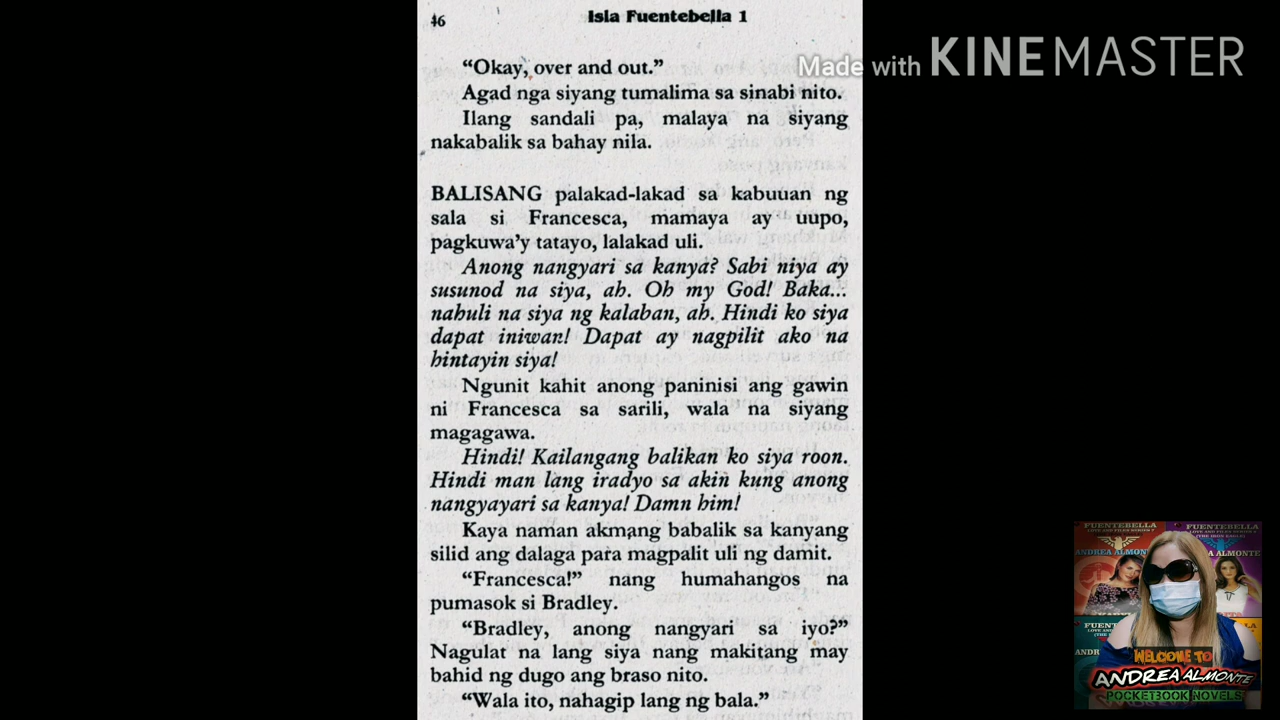 46
Isla Fuentebella 1
Made with KINEMASTER
“Okay, over and out.”
Agad nga siyang tumalima sa sinabi nito.
Ilang sandali pa, malaya na siyang
nakabalik sa bahay nila.
BALISANG palakad-lakad sa kabuuan ng
sala si Francesca, mamaya ay uupo,
pagkuwa’y tatayo, lalakad uli.
Anong nangyari sa kanya? Sabi niya ay
susunod na siya, ah. Oh my God! Baka...
nahuli na siya ng kalaban, ah. Hindi ko siya
dapat iniwan! Dapat ay nagpilit ako na
hintayin siya!
Ngunit kahit anong paninisi ang gawin
ni Francesca sa sarili, wala na siyang
magagawa.
Hindi! Kailangang balikan ko siya roon.
Hindi man lang iradyo sa akin kung anong
nangyayari sa kanya! Damn him!
Kaya naman akmang babalik sa kanyang
silid ang dalaga para magpalit uli ng damit.
“Francesca!” nang humahangos na
pumasok si Bradley.
“Bradley, anong nangyari sa iyo?”
Nagulat na lang siya nang makitang may
bahid ng dugo ang braso nito.
“Wala ito, nahagip lang ng bala.”
FUENTEBELLA
FUENTEBELLA
ANDREA ALMON
ALMONTE
FUENT
ANDR
WELCOME TO
ANDREA ALMONTE
POCKETBOOK NOVELS